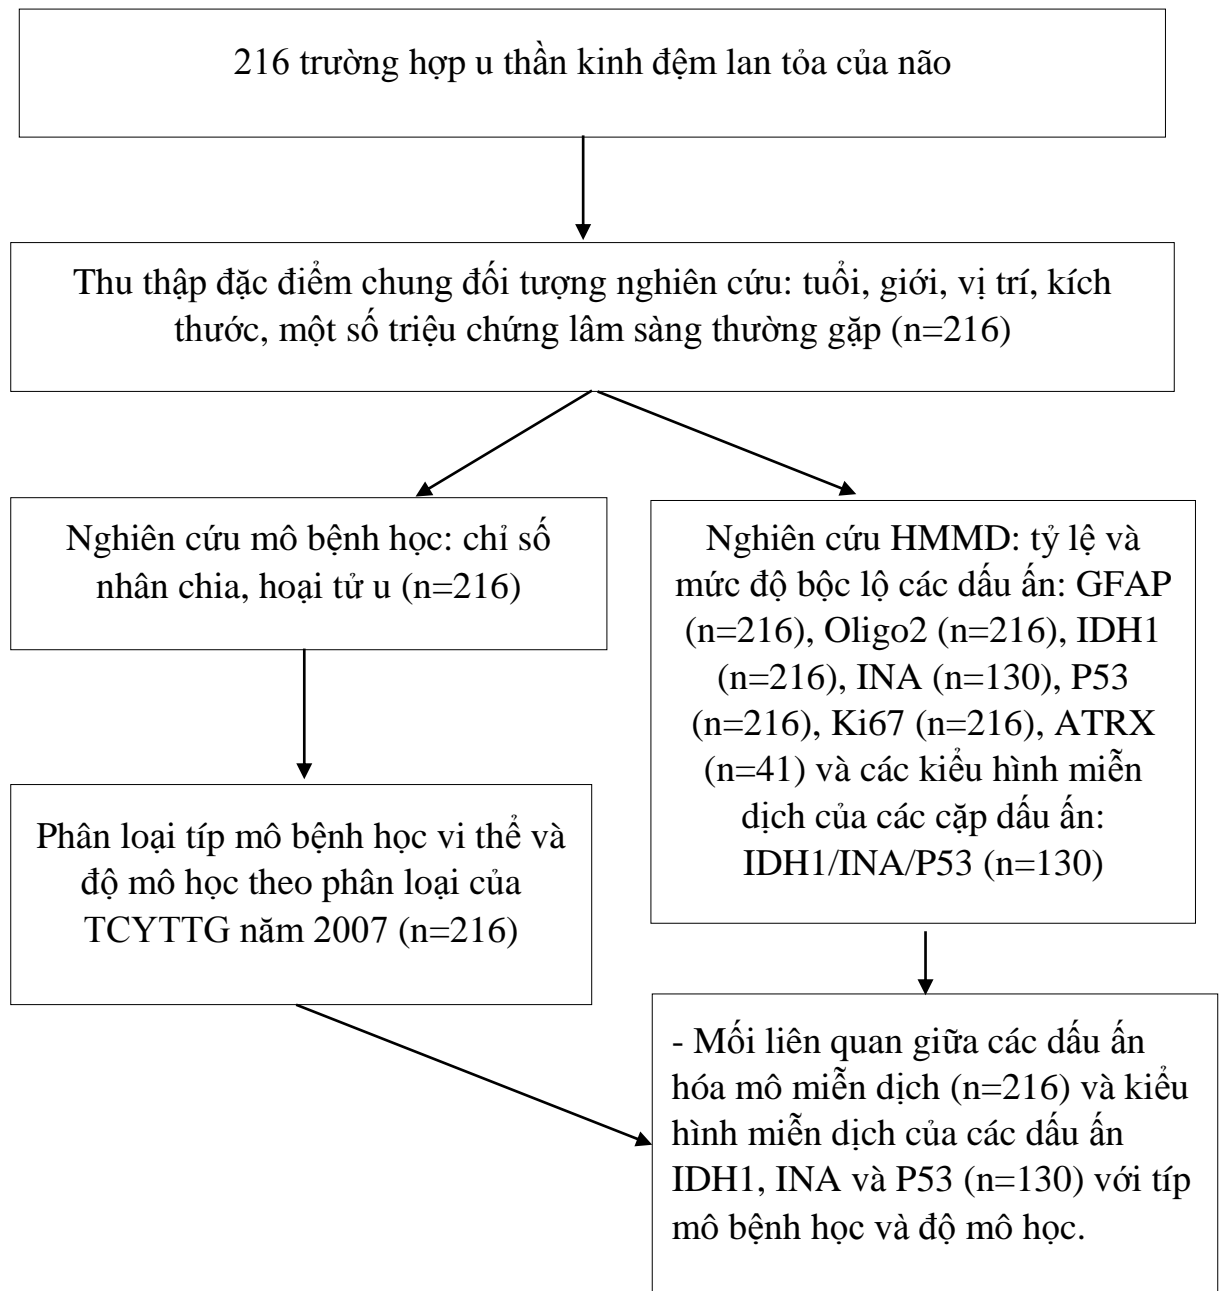 216 trường hợp u thần kinh đệm lan tỏa của não
Thu thập đặc điểm chung đối tượng nghiên cứu: tuổi, giới, vị trí, kích
thước, một số triệu chứng lâm sàng thường gặp (n=216)
Nghiên cứu mô bệnh học: chỉ số
nhân chia, hoại tử u (n=216)
Phân loại típ mô bệnh học vi thể và
độ mô học theo phân loại của
TCYTTG năm 2007 (n=216)
Nghiên cứu HMMD: tỷ lệ và
mức độ bộc lộ các dấu ấn: GFAP
(n=216), Oligo2 (n=216), IDH1
(n=216), INA (n=130), P53
(n=216), Ki67 (n=216), ATRX
(n=41) và các kiểu hình miễn
dịch của các cặp dấu ấn:
IDH1/INA/P53 (n=130)
- Mối liên quan giữa các dấu ấn
hóa mô miễn dịch (n=216) và kiểu
hình miễn dịch của các dấu ấn
IDH1, INA và P53 (n=130) với típ
mô bệnh học và độ mô học.